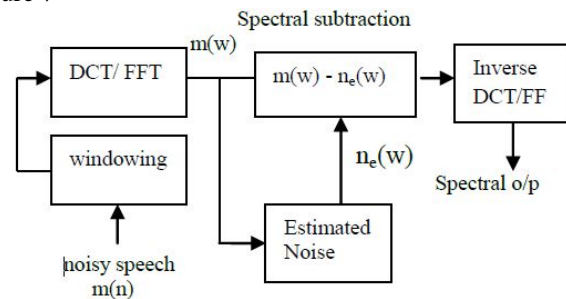 Spectral subtraction
m(w)
DCT/ FFT
m(w) - nₑ(w)
Inverse
DCT/FF
windowing
nₑ(w)
Spectral o/p
Estimated
Noise
noisy speech
m(n)